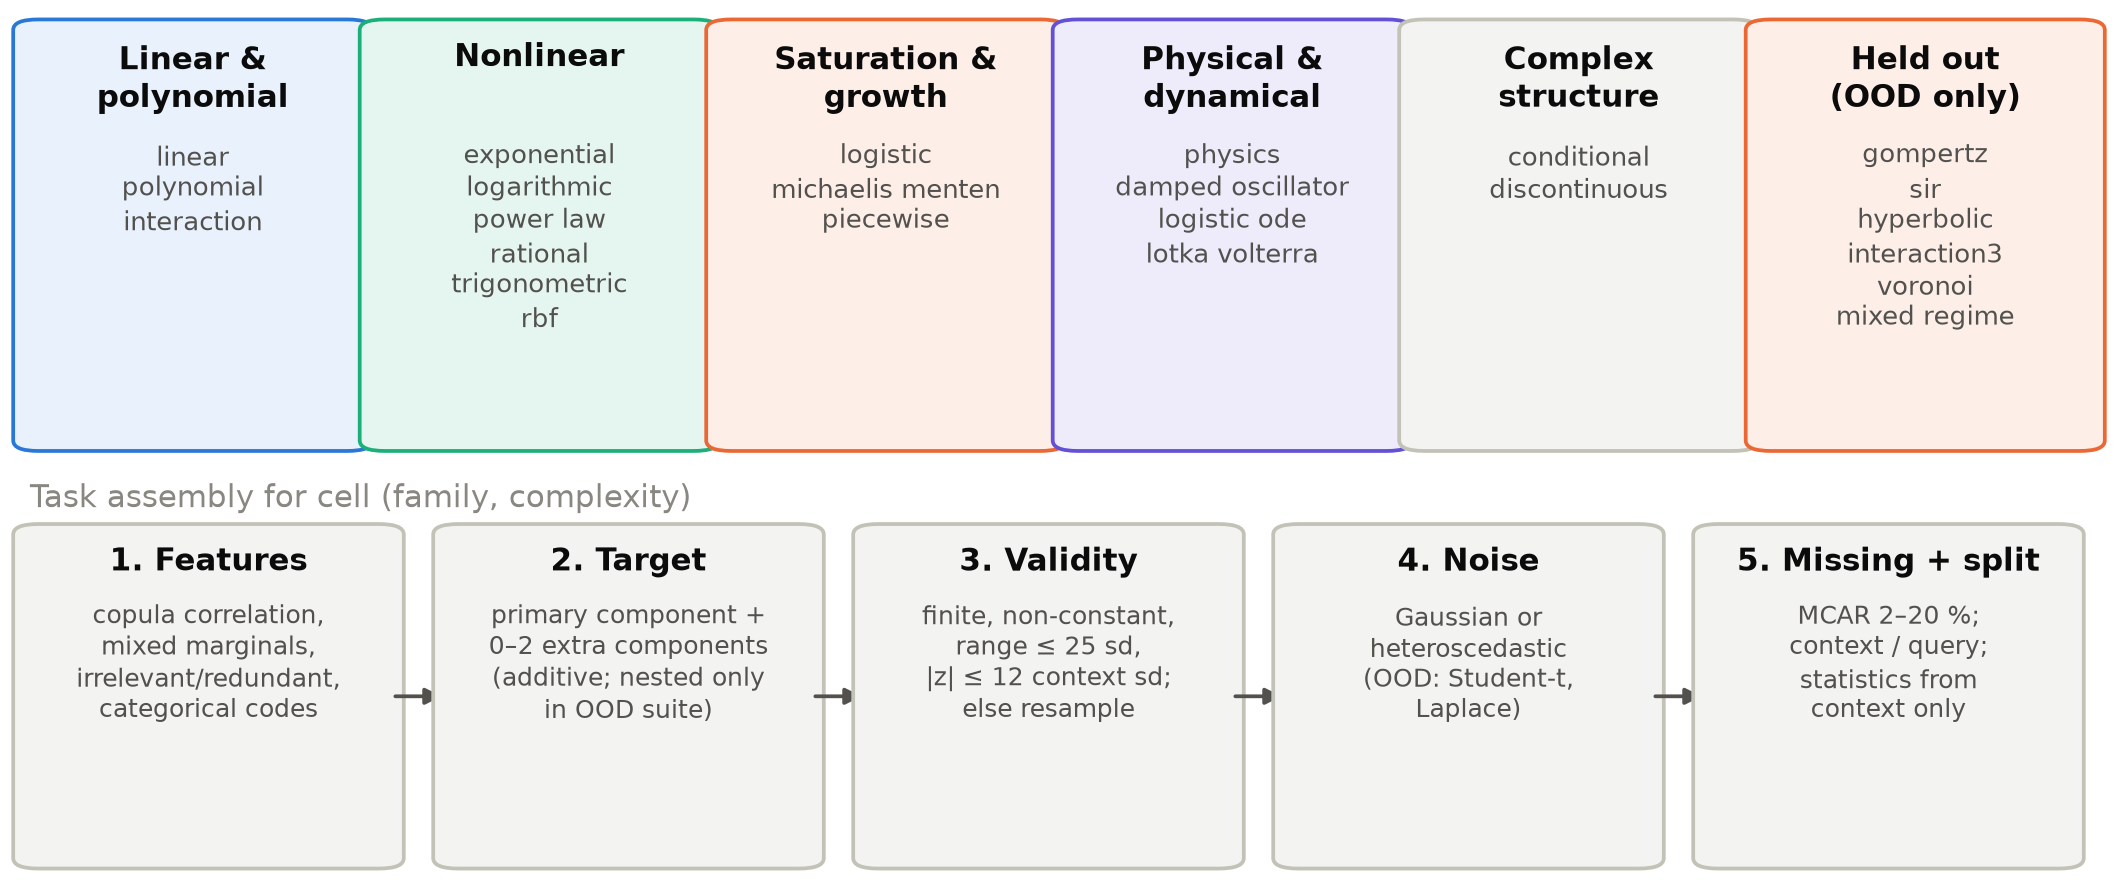 Linear &
polynomial
linear
polynomial
interaction
Nonlinear
exponential
logarithmic
power law
rational
trigonometric
rbf
Saturation &
growth
logistic
michaelis menten
piecewise
Physical &
dynamical
physics
damped oscillator
logistic ode
lotka volterra
Complex
structure
conditional
discontinuous
Held out
(OOD only)
gompertz
sir
hyperbolic
interaction3
voronoi
mixed regime
Task assembly for cell (family, complexity)
1. Features
copula correlation,
mixed marginals,
irrelevant/redundant,
categorical codes
2. Target
primary component +
0–2 extra components
(additive; nested only
in OOD suite)
3. Validity
finite, non-constant,
range ≤ 25 sd,
|z| ≤ 12 context sd;
else resample
4. Noise
Gaussian or
heteroscedastic
(OOD: Student-t,
Laplace)
5. Missing + split
MCAR 2–20 %;
context / query;
statistics from
context only